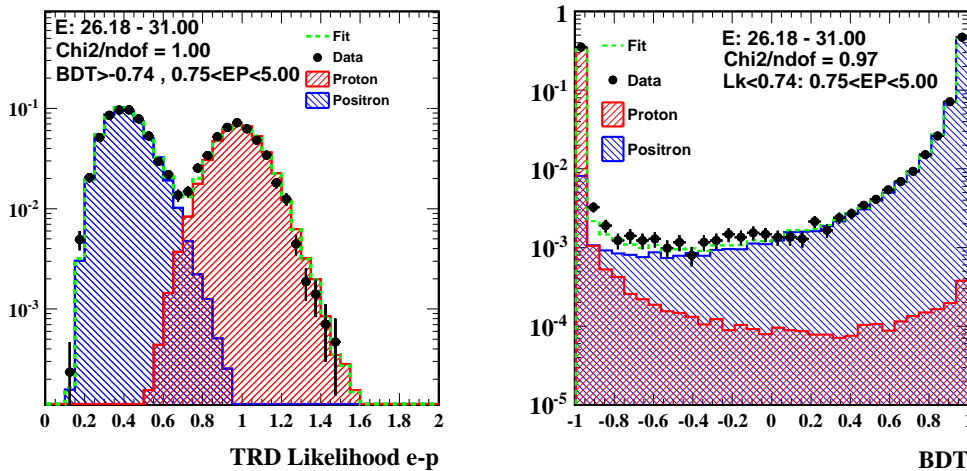 E: 26.18 - 31.00
Chi2/ndof = 1.00
BDT>-0.74 , 0.75<EP<5.00
Fit
Data
Proton
Positron
10⁻¹
10⁻²
10⁻³
0 0.2 0.4 0.6 0.8 1 1.2 1.4 1.6 1.8 2
TRD Likelihood e-p
E: 26.18 - 31.00
Chi2/ndof = 0.97
Lk<0.74: 0.75<EP<5.00
Fit
Data
Proton
Positron
1
10⁻¹
10⁻²
10⁻³
10⁻⁴
10⁻⁵
-1 -0.8 -0.6 -0.4 -0.2 0 0.2 0.4 0.6 0.8 1
BDT